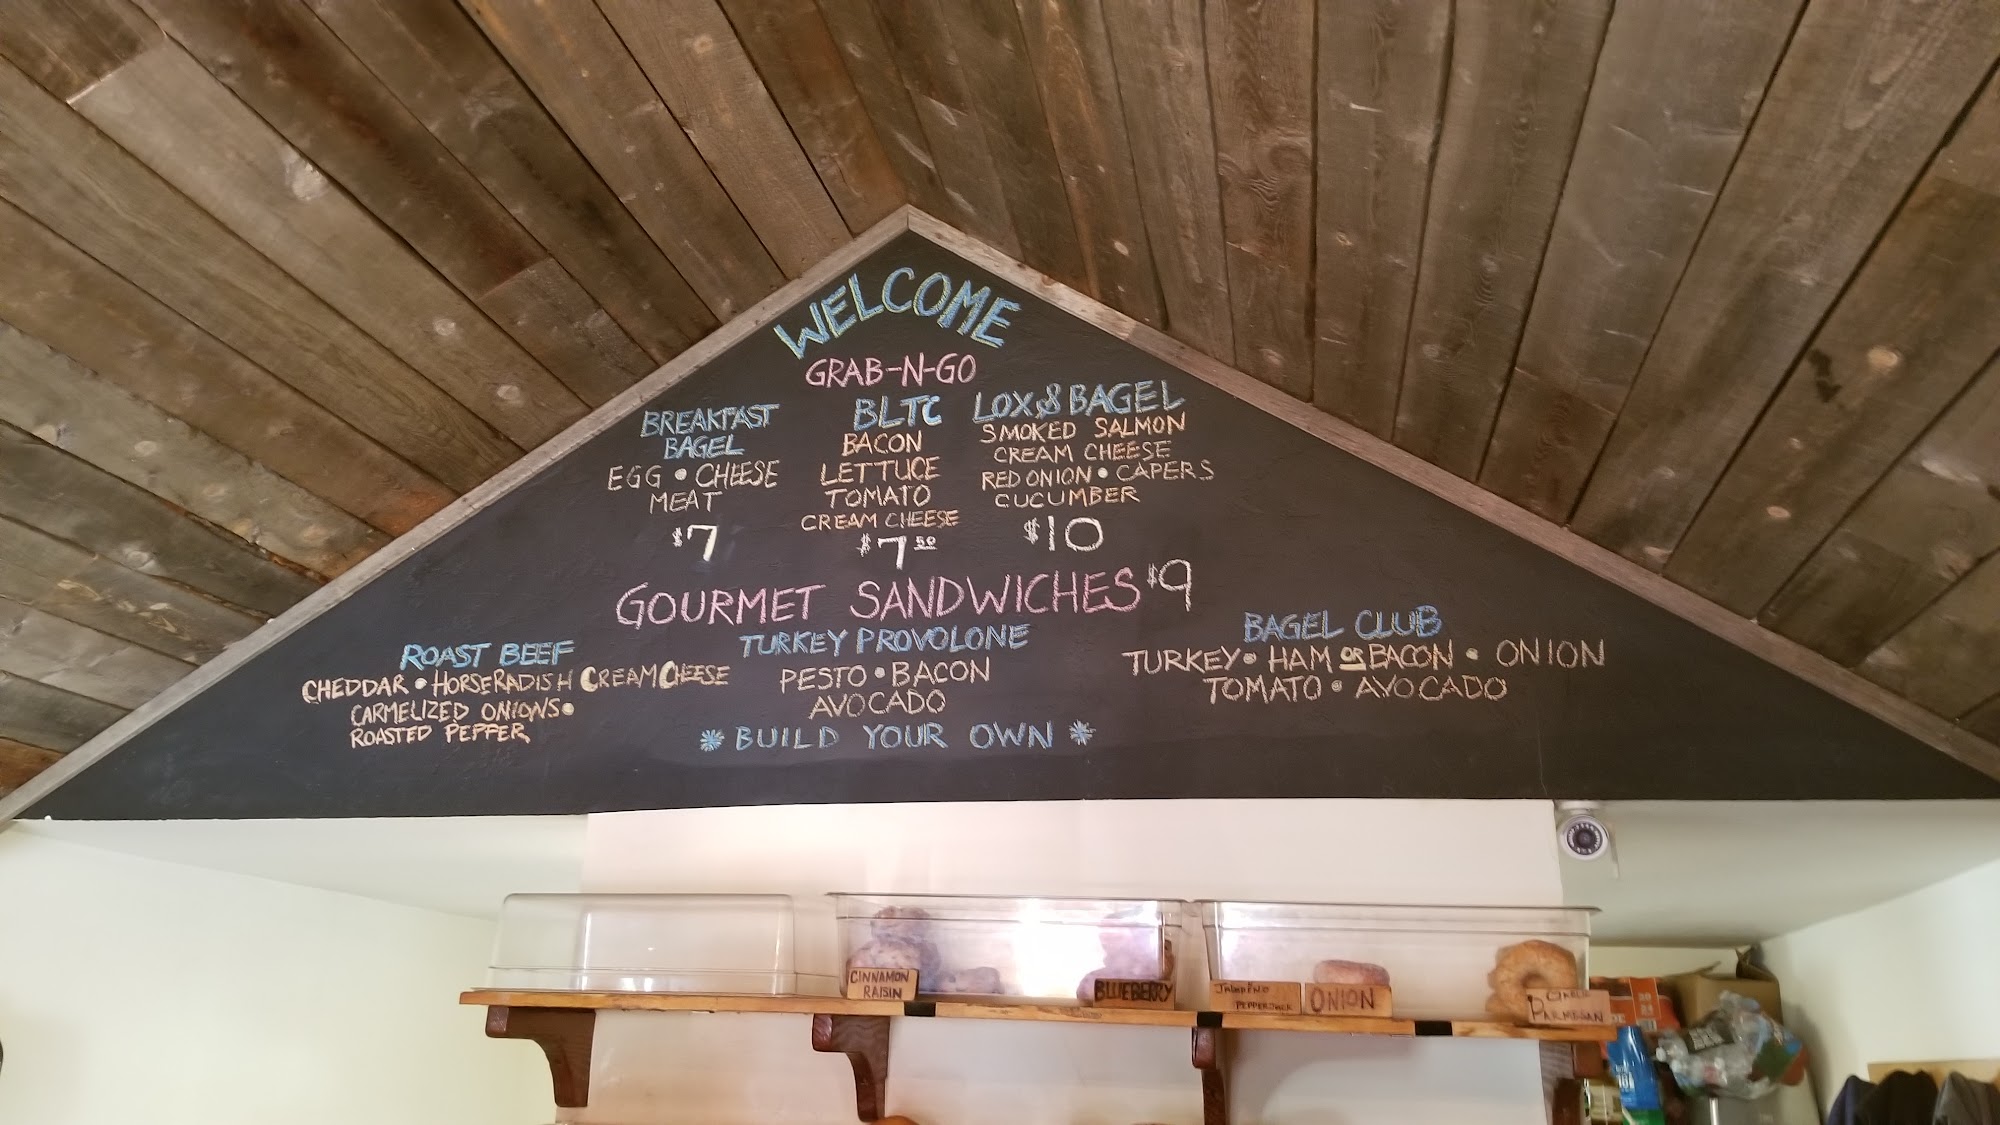 WELCOME
GRAB-N-GO
BREAKFAST
BAGEL
EGG • CHEESE
MEAT
$7
BLTC
BACON
LETTUCE
TOMATO
CREAM CHEESE
$7 50
LOX & BAGEL
SMOKED SALMON
CREAM CHEESE
RED ONION • CAPERS
CUCUMBER
$10
GOURMET SANDWICHES $9
ROAST BEEF
CHEDDAR • HORSERADISH CREAM CHEESE
CARMELIZED ONIONS •
ROASTED PEPPER
TURKEY PROVOLONE
PESTO • BACON
AVOCADO
BAGEL CLUB
TURKEY • HAM OR BACON • ONION
TOMATO • AVOCADO
* BUILD YOUR OWN *
CINNAMON
RAISIN
BLUEBERRY
JALAPEÑO
PEPPERJACK
ONION
PARMESAN